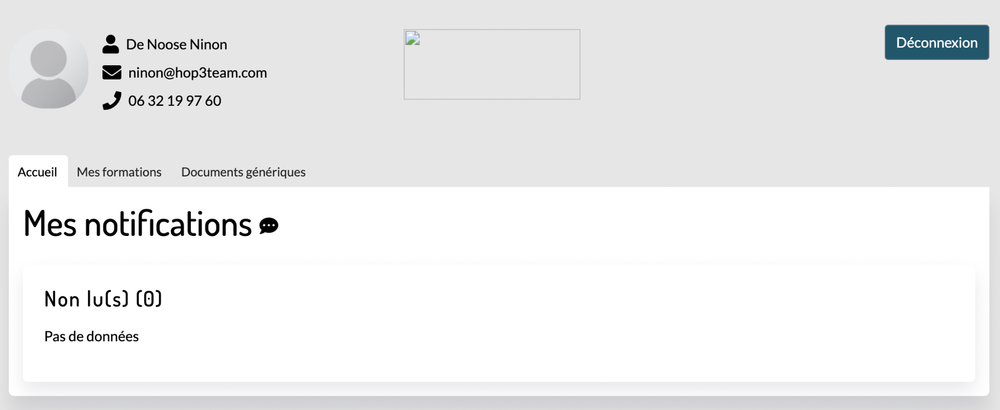 De Noose Ninon
ninon@hop3team.com
06 32 19 97 60
Déconnexion
Accueil Mes formations Documents génériques
Mes notifications
Non lu(s) (0)
Pas de données